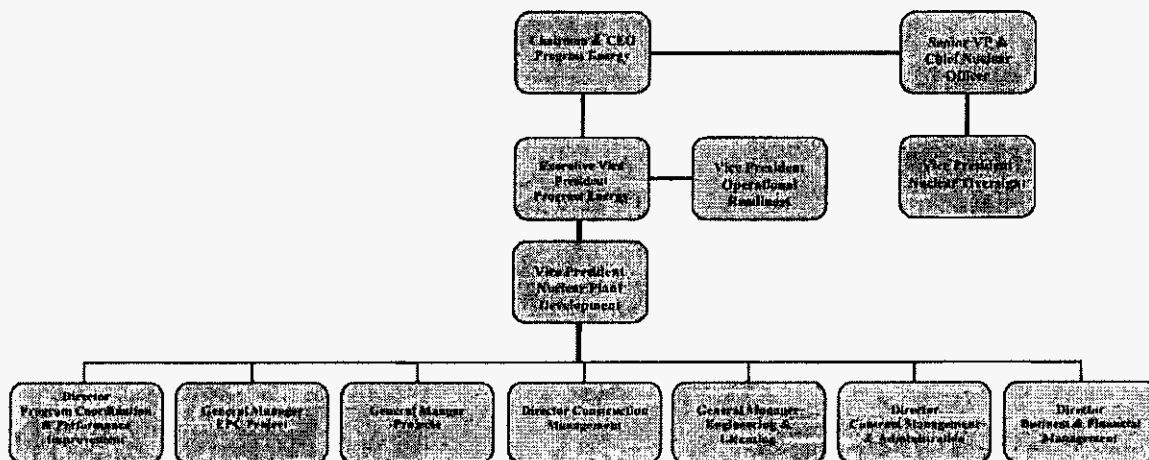 Chairman & CEO
Progress Energy
Senior VP &
Chief Nuclear
Officer
Executive Vice
President
Progress Energy
Vice President
Operational
Readiness
Vice President
Nuclear Oversight
Vice President
Nuclear Plant
Development
Director
Program Coordination
& Performance
Improvement
General Manager
EPC Project
General Manger
Projects
Director Construction
Management
General Manager
Engineering &
Licensing
Director
Contract Management
& Administration
Director
Business & Financial
Management